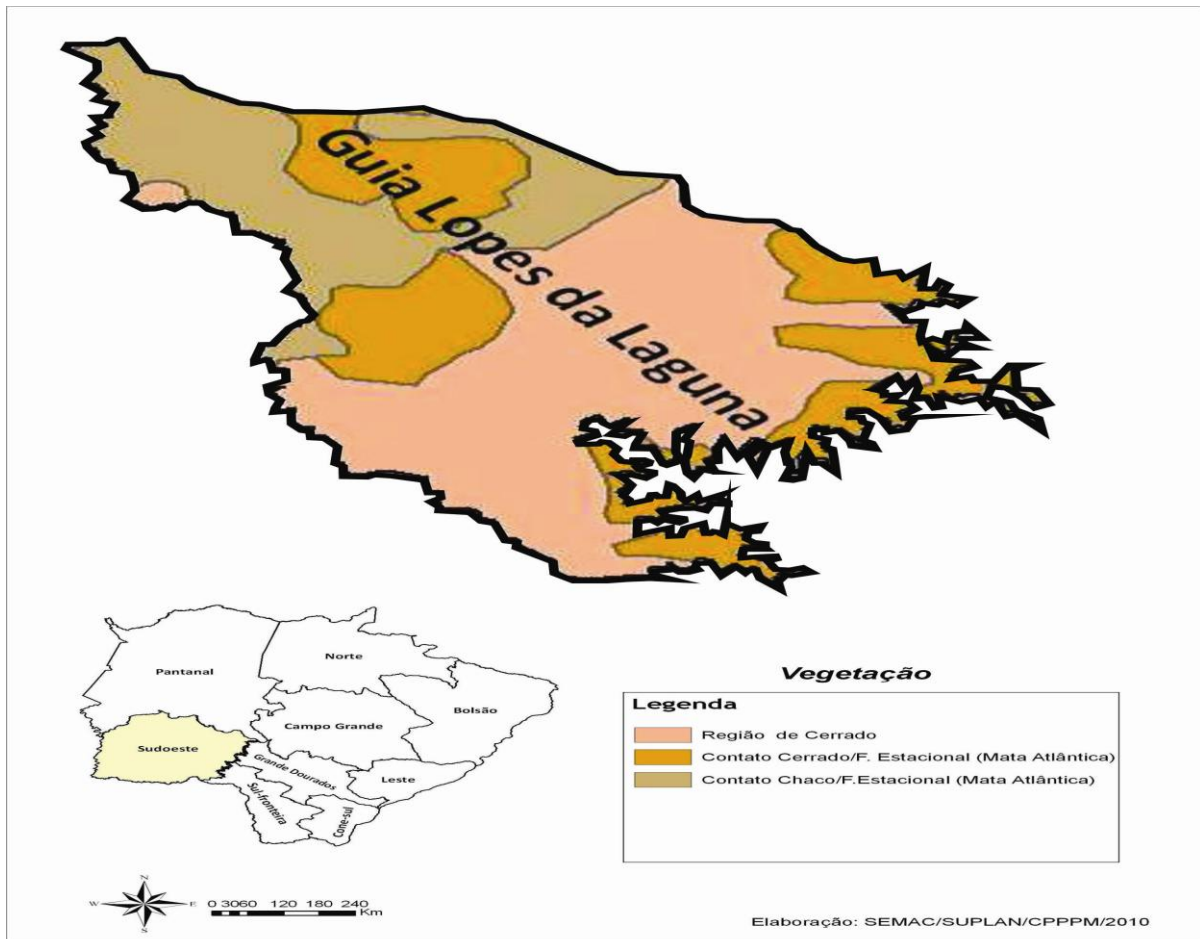 Guia Lopes da Laguna
Pantanal
Norte
Bolsão
Campo Grande
Sudoeste
Grande Dourados
Leste
Sul-fronteira
Cone-sul
Vegetação
Legenda
Região de Cerrado
Contato Cerrado/F. Estacional (Mata Atlântica)
Contato Chaco/F.Estacional (Mata Atlântica)
N
W E
S
0 3060 120 180 240
Km
Elaboração: SEMAC/SUPLAN/CPPPM/2010